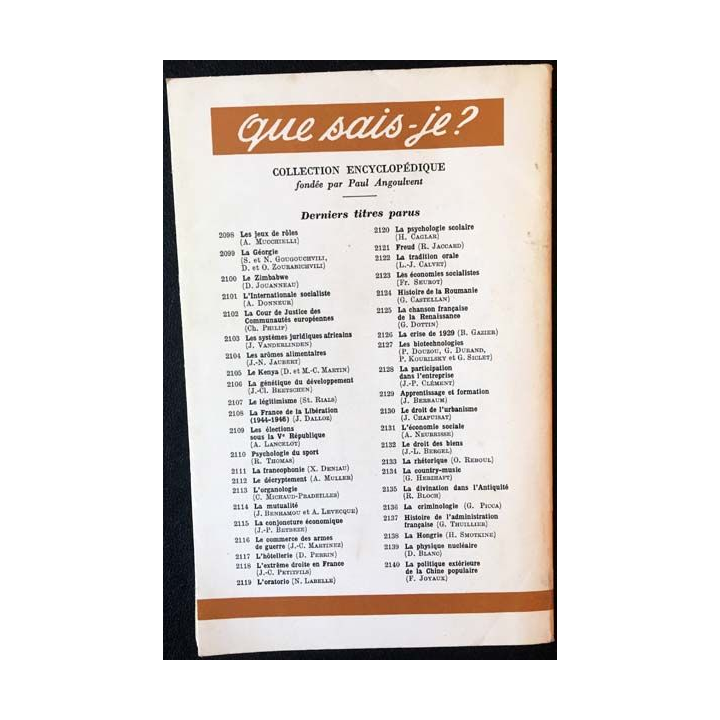 que sais-je?
COLLECTION ENCYCLOPÉDIQUE
fondée par Paul Angoulvent
Derniers titres parus
2098 Les jeux de rôles
(A. MUCCHIELLI)
2099 La Géorgie
(S. et N. GOUGOUCHVILI,
D. et O. ZOURABICHVILI)
2100 Le Zimbabwe
(D. JOUANNEAU)
2101 L'Internationale socialiste
(A. DONNEUR)
2102 La Cour de Justice des
Communautés européennes
(Ch. PHILIP)
2103 Les systèmes juridiques africains
(J. VANDERLINDEN)
2104 Les arômes alimentaires
(J.-N. JAUBERT)
2105 Le Kenya (D. et M.-C. MARTIN)
2106 La génétique du développement
(J.-Cl. BEETSCHEN)
2107 Le légitimisme (St. RIALS)
2108 La France de la Libération
(1944-1946) (J. DALLOZ)
2109 Les élections
sous la Ve République
(A. LANCELOT)
2110 Psychologie du sport
(R. THOMAS)
2111 La francophonie (X. DENIAU)
2112 Le décryptement (A. MULLER)
2113 L'organologie
(C. MICHAUD-PRADEILLES)
2114 La mutualité
(J. BENHAMOU et A. LEVECQUE)
2115 La conjoncture économique
(J.-P. BETBEZE)
2116 Le commerce des armes
de guerre (J.-C. MARTINEZ)
2117 L'hôtellerie (D. PERRIN)
2118 L'extrême droite en France
(J.-C. PETITFILS)
2119 L'oratorio (N. LABELLE)
2120 La psychologie scolaire
(H. CAGLAR)
2121 Freud (R. JACCARD)
2122 La tradition orale
(L.-J. CALVET)
2123 Les économies socialistes
(Fr. SEUROT)
2124 Histoire de la Roumanie
(G. CASTELLAN)
2125 La chanson française
de la Renaissance
(G. DOTTIN)
2126 La crise de 1929 (B. GAZIER)
2127 Les biotechnologies
(P. DOUZOU, G. DURAND,
P. KOURILSKY et G. SICLET)
2128 La participation
dans l'entreprise
(J.-P. CLÉMENT)
2129 Apprentissage et formation
(J. BERBAUM)
2130 Le droit de l'urbanisme
(J. CHAPUISAT)
2131 L'économie sociale
(A. NEURRISSE)
2132 Le droit des biens
(J.-L. BERGEL)
2133 La rhétorique (O. REBOUL)
2134 La country-music
(G. HERZHAFT)
2135 La divination dans l'Antiquité
(R. BLOCH)
2136 La criminologie (G. PICCA)
2137 Histoire de l'administration
française (G. THUILLIER)
2138 La Hongrie (H. SMOTKINE)
2139 La physique nucléaire
(D. BLANC)
2140 La politique extérieure
de la Chine populaire
(F. JOYAUX)